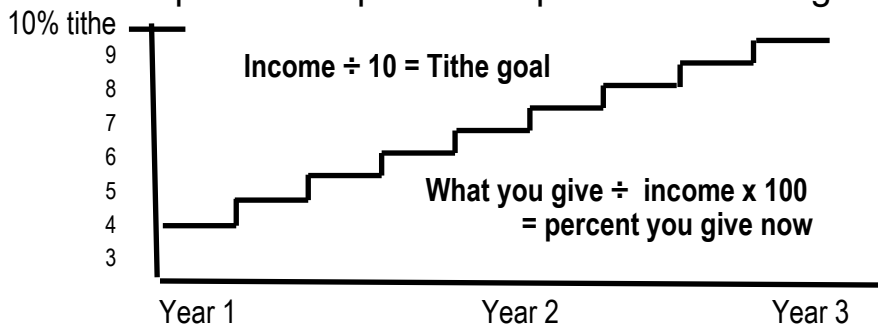 10% tithe
9
8
7
6
5
4
3
Income ÷ 10 = Tithe goal
What you give ÷ income x 100
= percent you give now
Year 1 Year 2 Year 3